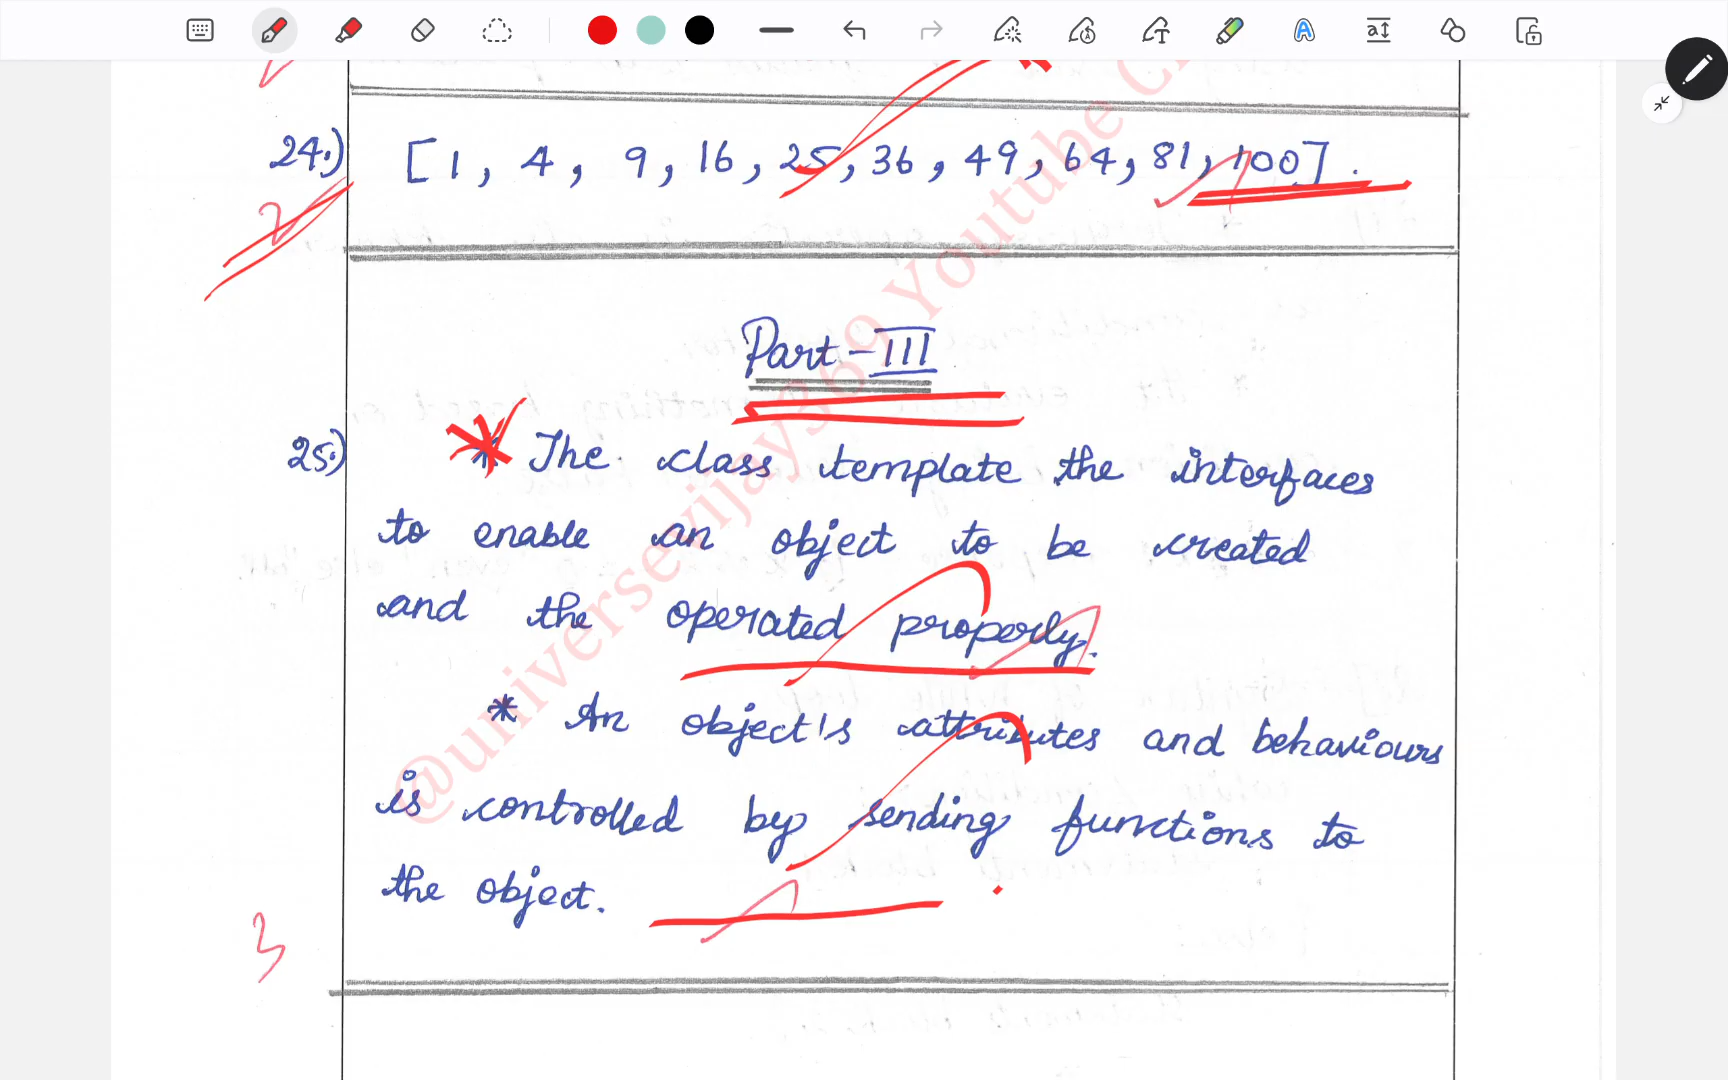 24.) [1, 4, 9, 16, 25, 36, 49, 64, 81, 100].
2
Part-III
25.) * The class template the interfaces
to enable an object to be created
and the operated properly.
* An object's attributes and behaviours
is controlled by sending functions to
the object.
3